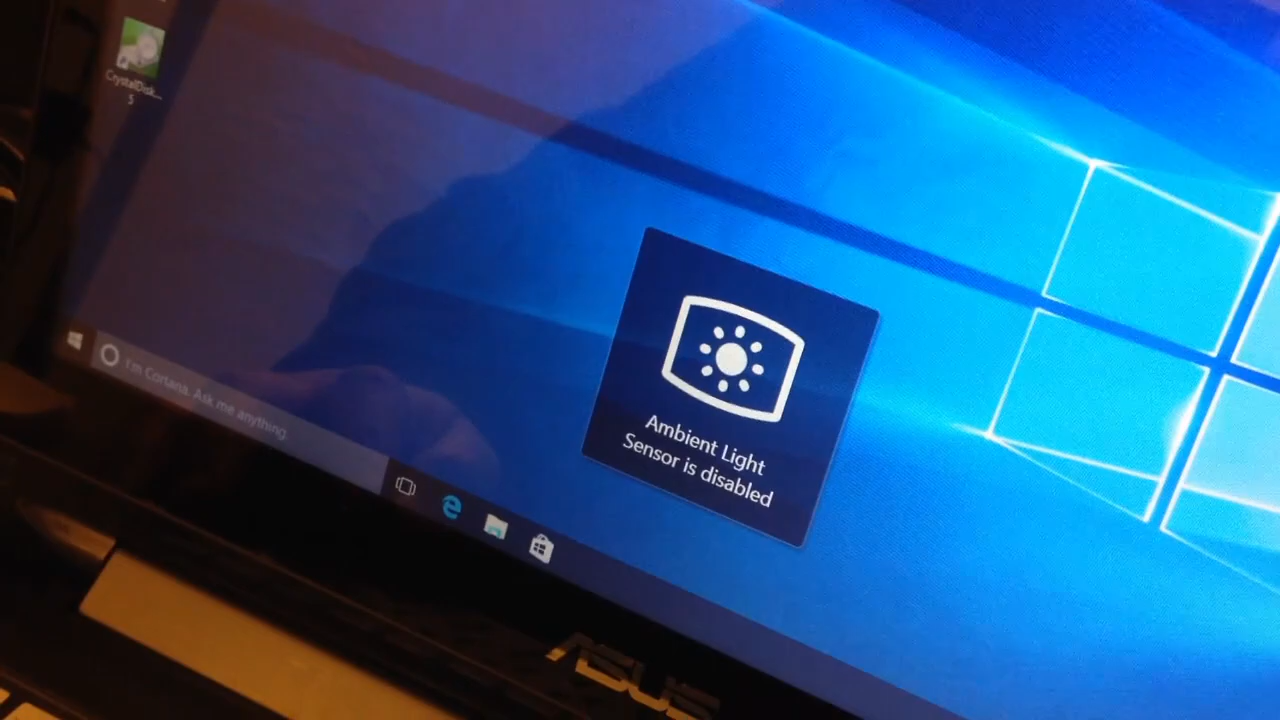 CrystalDisk...
5
Ambient Light
Sensor is disabled
I'm Cortana. Ask me anything.
ASUS